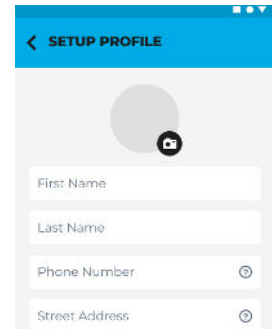 SETUP PROFILE
First Name
Last Name
Phone Number
Street Address